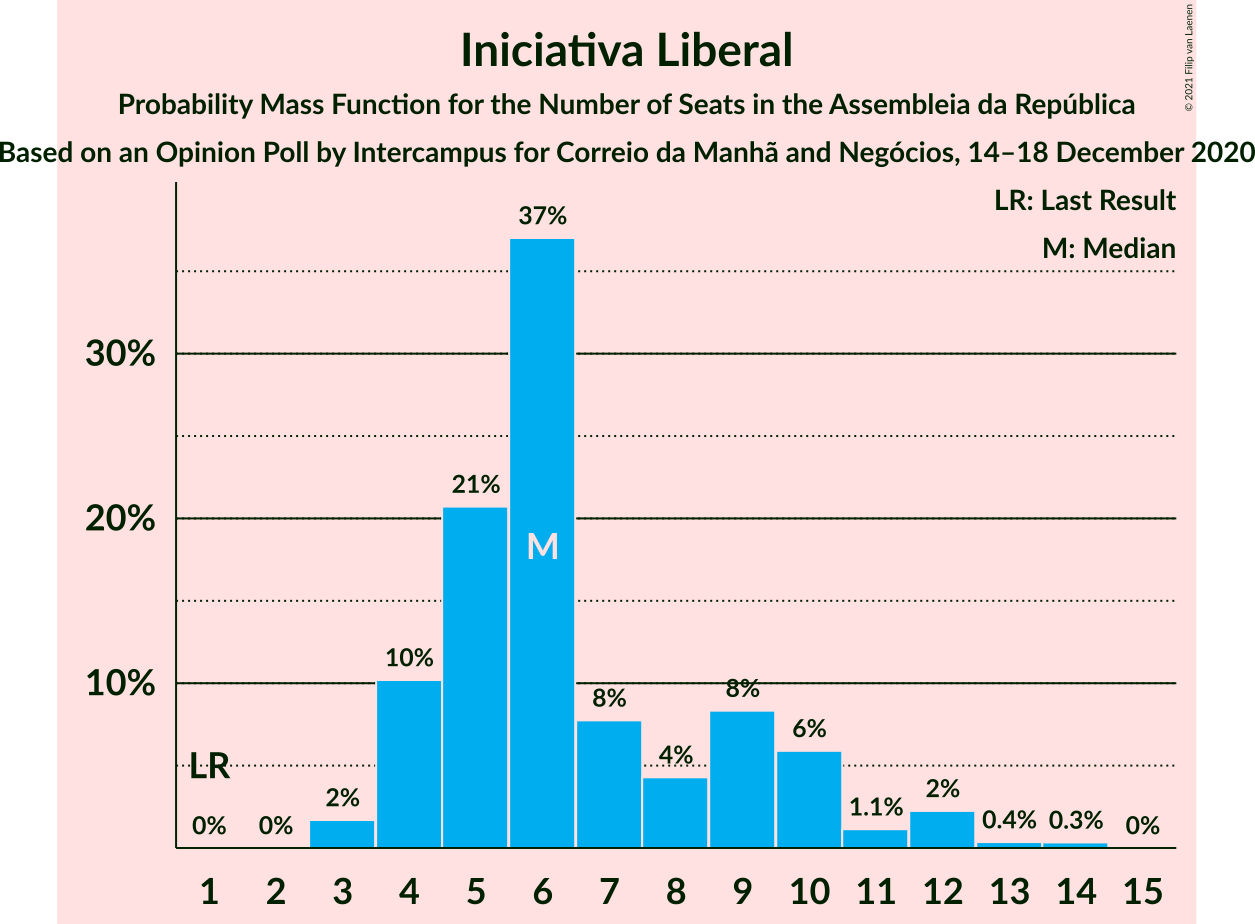 Iniciativa Liberal
Probability Mass Function for the Number of Seats in the Assembleia da República
Based on an Opinion Poll by Intercampus for Correio da Manhã and Negócios, 14–18 December 2020
© 2021 Filip van Laenen
LR: Last Result
M: Median
37%
30%
21%
20%
M
10%
10%
8%
8%
6%
4%
LR
2%
2%
1.1%
0.4%
0.3%
0%
0%
0%
1 2 3 4 5 6 7 8 9 10 11 12 13 14 15